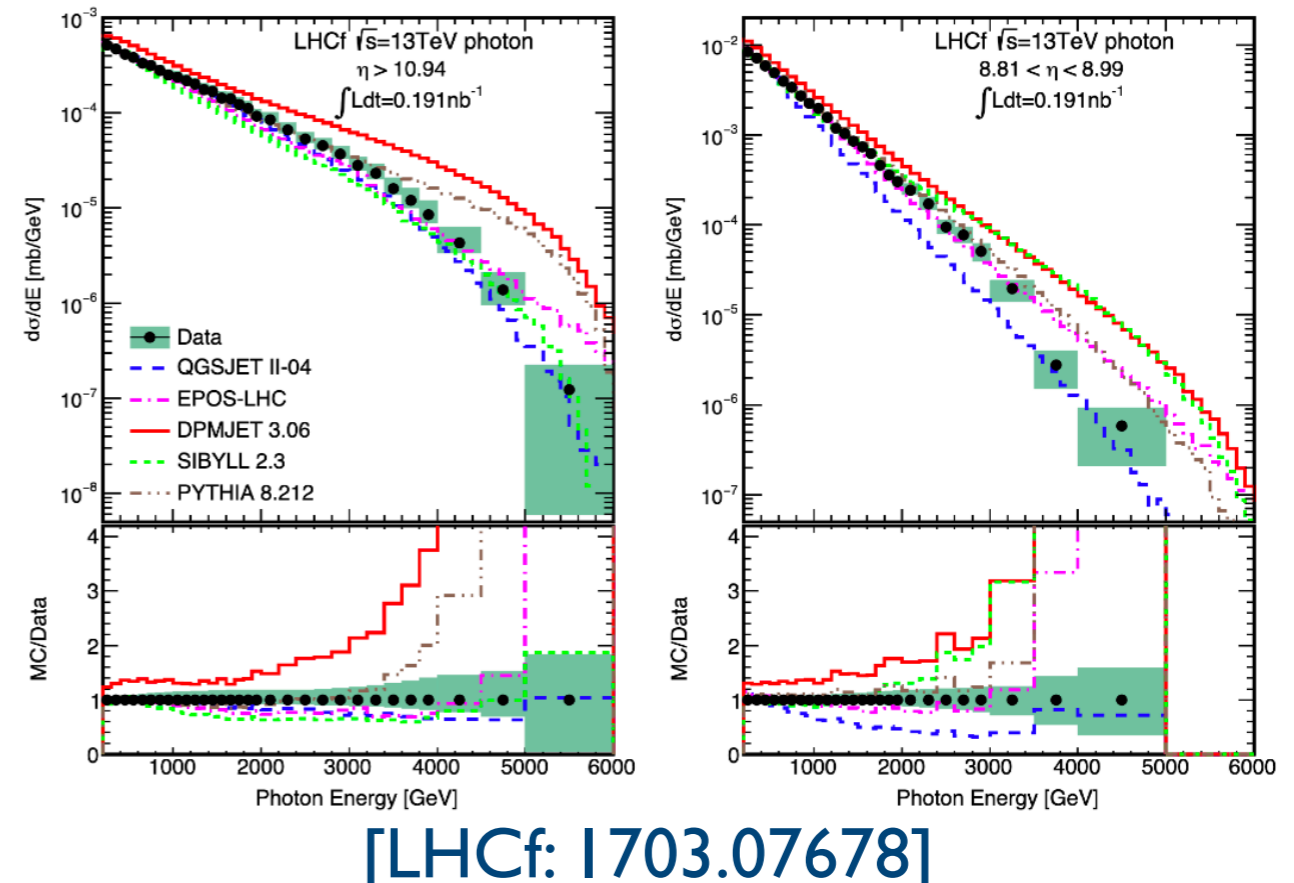 LHCf √s=13TeV photon
η > 10.94
∫Ldt=0.191nb⁻¹
10⁻³
10⁻⁴
10⁻⁵
10⁻⁶
10⁻⁷
10⁻⁸
dσ/dE [mb/GeV]
Data
QGSJET II-04
EPOS-LHC
DPMJET 3.06
SIBYLL 2.3
PYTHIA 8.212
4
3
2
1
0
MC/Data
1000 2000 3000 4000 5000 6000
Photon Energy [GeV]
LHCf √s=13TeV photon
8.81 < η < 8.99
∫Ldt=0.191nb⁻¹
10⁻²
10⁻³
10⁻⁴
10⁻⁵
10⁻⁶
10⁻⁷
dσ/dE [mb/GeV]
4
3
2
1
0
MC/Data
1000 2000 3000 4000 5000 6000
Photon Energy [GeV]
[LHCf: 1703.07678]